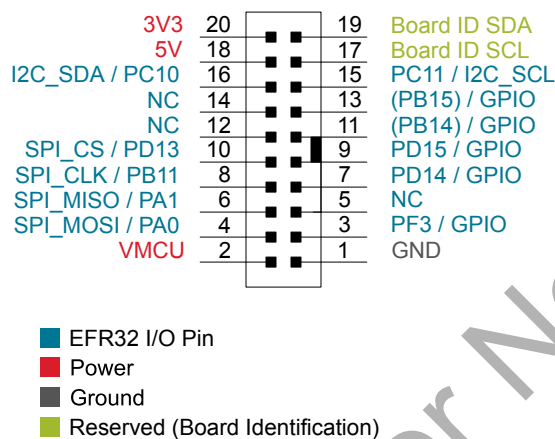 3V3 20 19 Board ID SDA
5V 18 17 Board ID SCL
I2C_SDA / PC10 16 15 PC11 / I2C_SCL
NC 14 13 (PB15) / GPIO
NC 12 11 (PB14) / GPIO
SPI_CS / PD13 10 9 PD15 / GPIO
SPI_CLK / PB11 8 7 PD14 / GPIO
SPI_MISO / PA1 6 5 NC
SPI_MOSI / PA0 4 3 PF3 / GPIO
VMCU 2 1 GND
EFR32 I/O Pin
Power
Ground
Reserved (Board Identification)